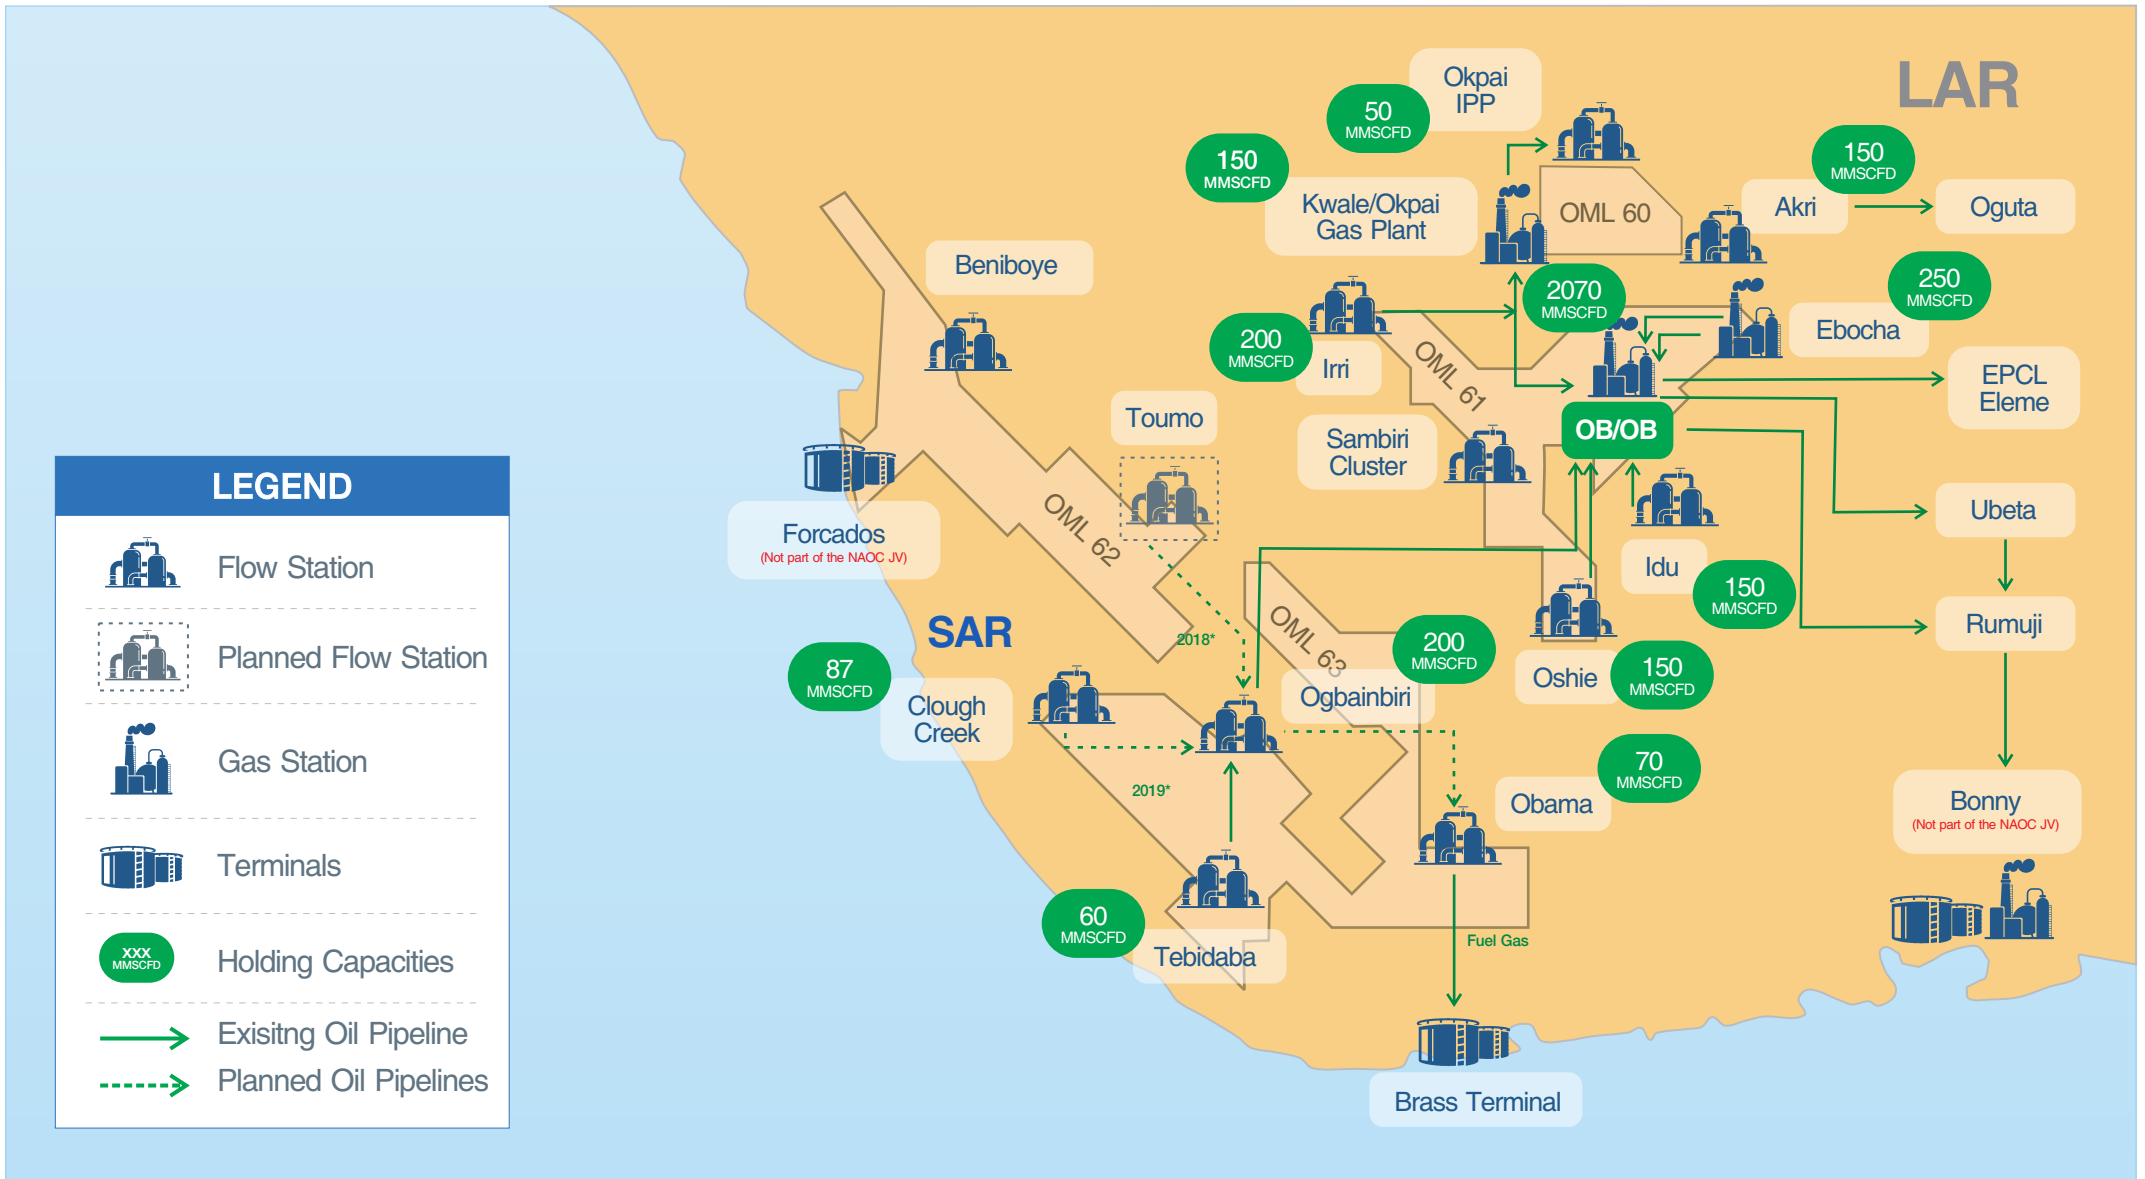 LAR
Okpai
IPP
50
MMSCFD
150
MMSCFD
Kwale/Okpai
Gas Plant
OML 60
150
MMSCFD
Akri
Oguta
Beniboye
2070
MMSCFD
250
MMSCFD
Ebocha
200
MMSCFD
Irri
OML 61
EPCL
Eleme
Toumo
OB/OB
Sambiri
Cluster
LEGEND
Flow Station
Planned Flow Station
Gas Station
Terminals
XXX
MMSCFD
Holding Capacities
Exisitng Oil Pipeline
Planned Oil Pipelines
Forcados
(Not part of the NAOC JV)
OML 62
Ubeta
Idu
150
MMSCFD
Rumuji
SAR
2018*
OML 63
200
MMSCFD
87
MMSCFD
Clough
Creek
Ogbainbiri
Oshie
150
MMSCFD
2019*
70
MMSCFD
Obama
Bonny
(Not part of the NAOC JV)
60
MMSCFD
Tebidaba
Fuel Gas
Brass Terminal